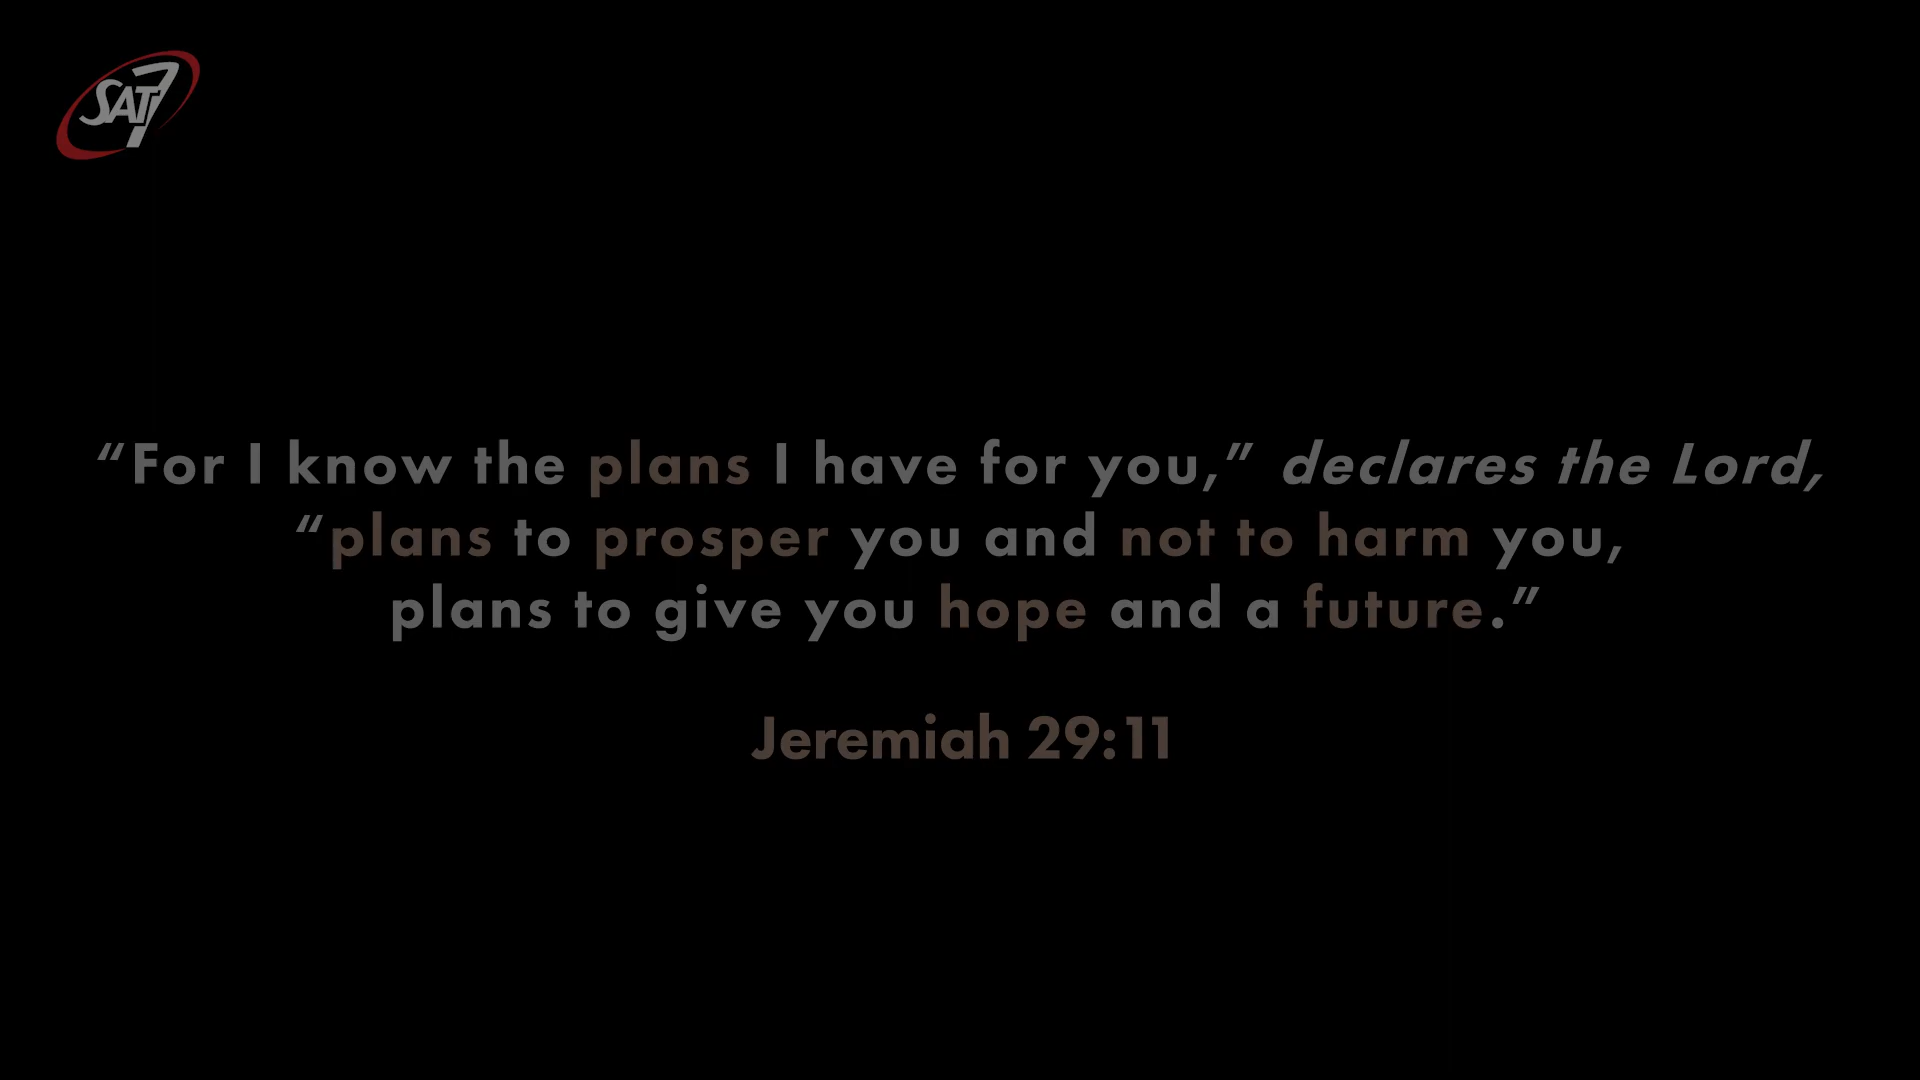 SAT7
“For I know the plans I have for you,” declares the Lord,
“plans to prosper you and not to harm you,
plans to give you hope and a future.”
Jeremiah 29:11